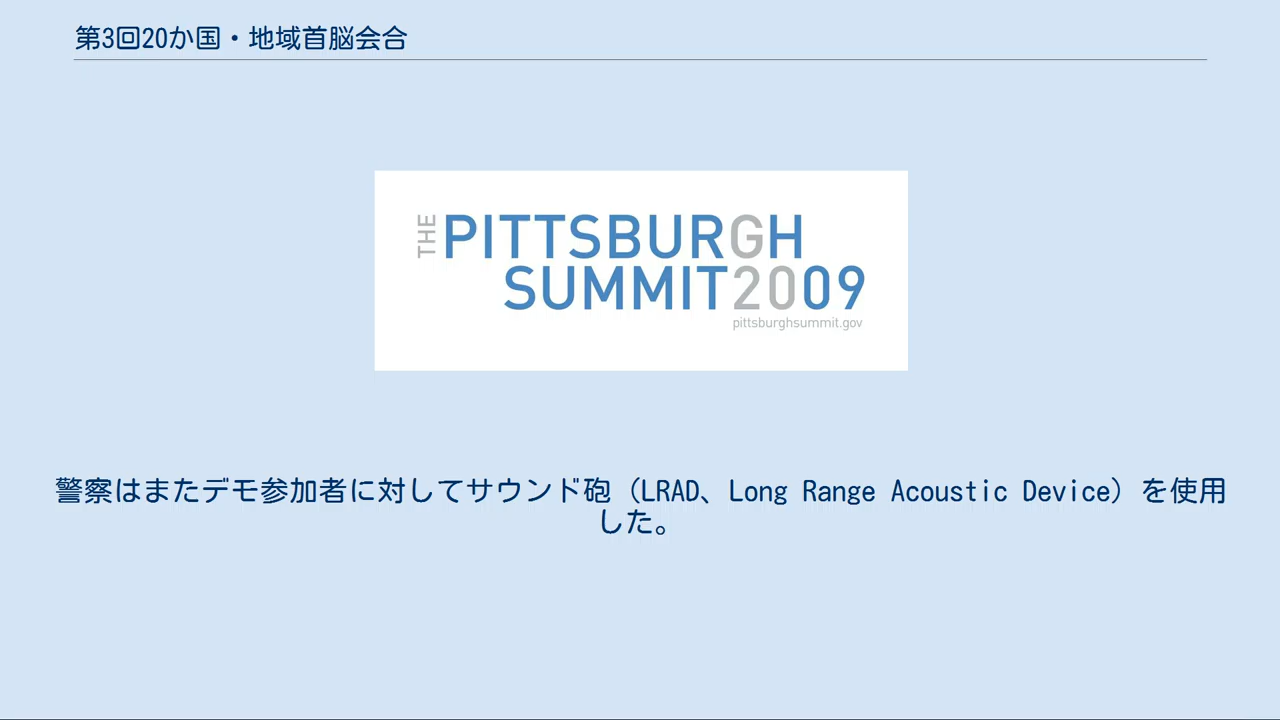 第3回20か国・地域首脳会合
THE PITTSBURGH
SUMMIT2009
pittsburghsummit.gov
警察はまたデモ参加者に対してサウンド砲（LRAD、Long Range Acoustic Device）を使用
した。